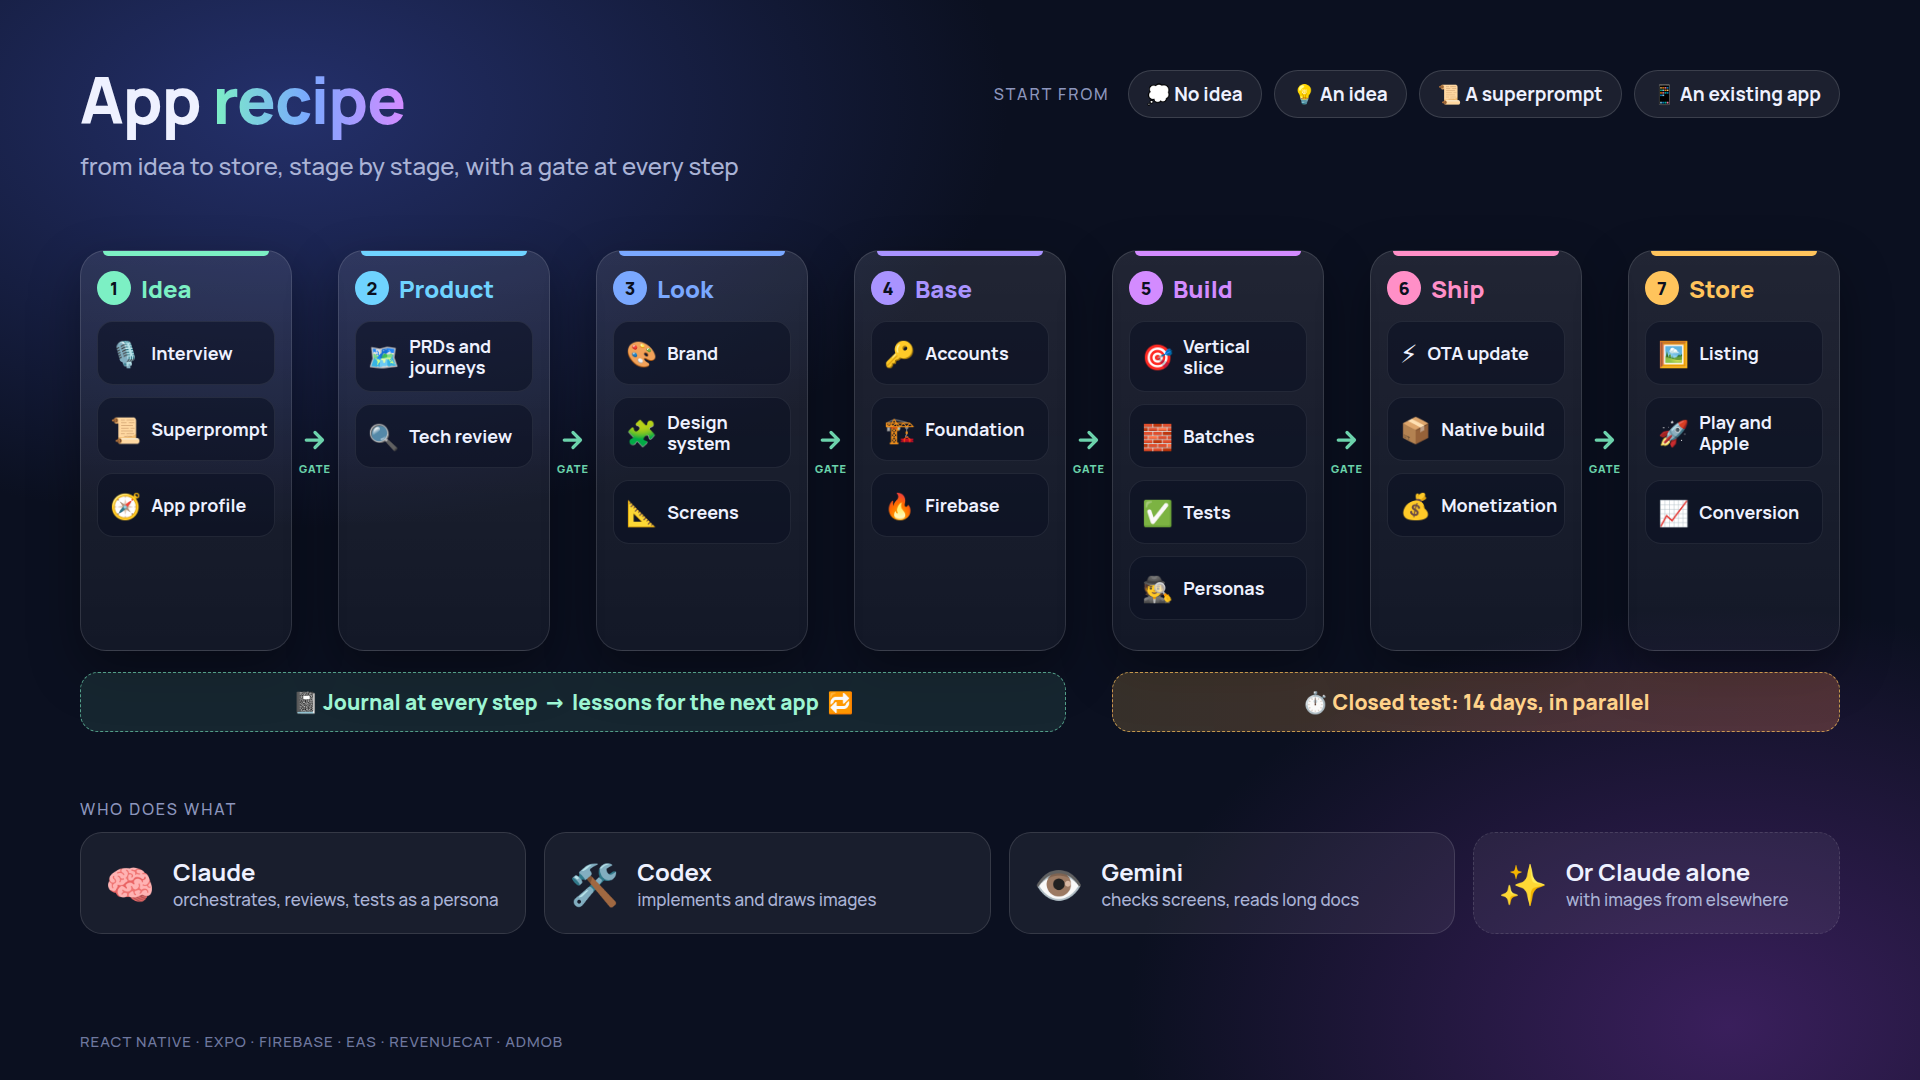 App recipe
from idea to store, stage by stage, with a gate at every step
START FROM
💭 No idea
💡 An idea
📜 A superprompt
📱 An existing app
1 Idea
🎙️ Interview
📜 Superprompt
🧭 App profile
→
GATE
2 Product
🗺️ PRDs and
journeys
🔍 Tech review
→
GATE
3 Look
🎨 Brand
🧩 Design
system
📐 Screens
→
GATE
4 Base
🔑 Accounts
🏗️ Foundation
🔥 Firebase
→
GATE
5 Build
🎯 Vertical
slice
🧱 Batches
✅ Tests
🕵️ Personas
→
GATE
6 Ship
⚡ OTA update
📦 Native build
💰 Monetization
→
GATE
7 Store
🖼️ Listing
🚀 Play and
Apple
📈 Conversion
📓 Journal at every step → lessons for the next app 🔁
⏱️ Closed test: 14 days, in parallel
WHO DOES WHAT
🧠 Claude
orchestrates, reviews, tests as a persona
🛠️ Codex
implements and draws images
👁️ Gemini
checks screens, reads long docs
✨ Or Claude alone
with images from elsewhere
REACT NATIVE · EXPO · FIREBASE · EAS · REVENUECAT · ADMOB